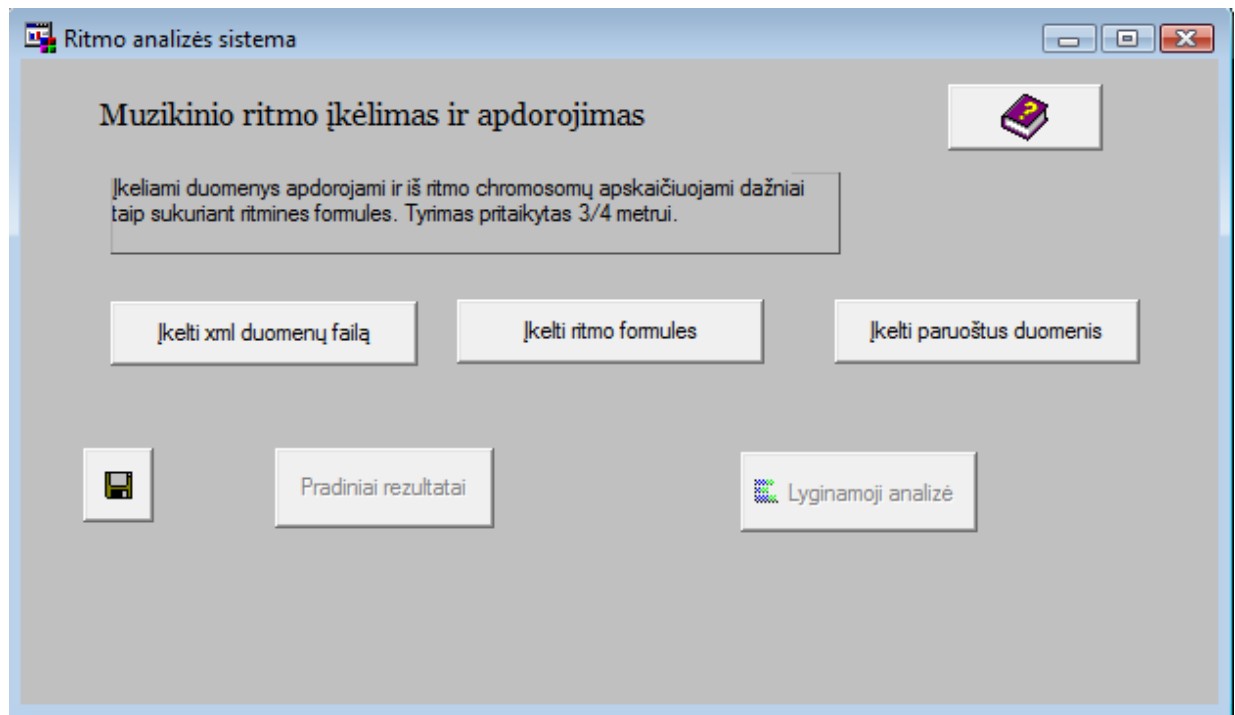 Ritmo analizės sistema
Muzikinio ritmo įkėlimas ir apdorojimas
Įkeliami duomenys apdorojami ir iš ritmo chromosomų apskaičiuojami dažniai
taip sukuriant ritmines formules. Tyrimas pritaikytas 3/4 metrui.
Įkelti xml duomenų failą
Įkelti ritmo formules
Įkelti paruoštus duomenis
Pradiniai rezultatai
Lyginamoji analizė